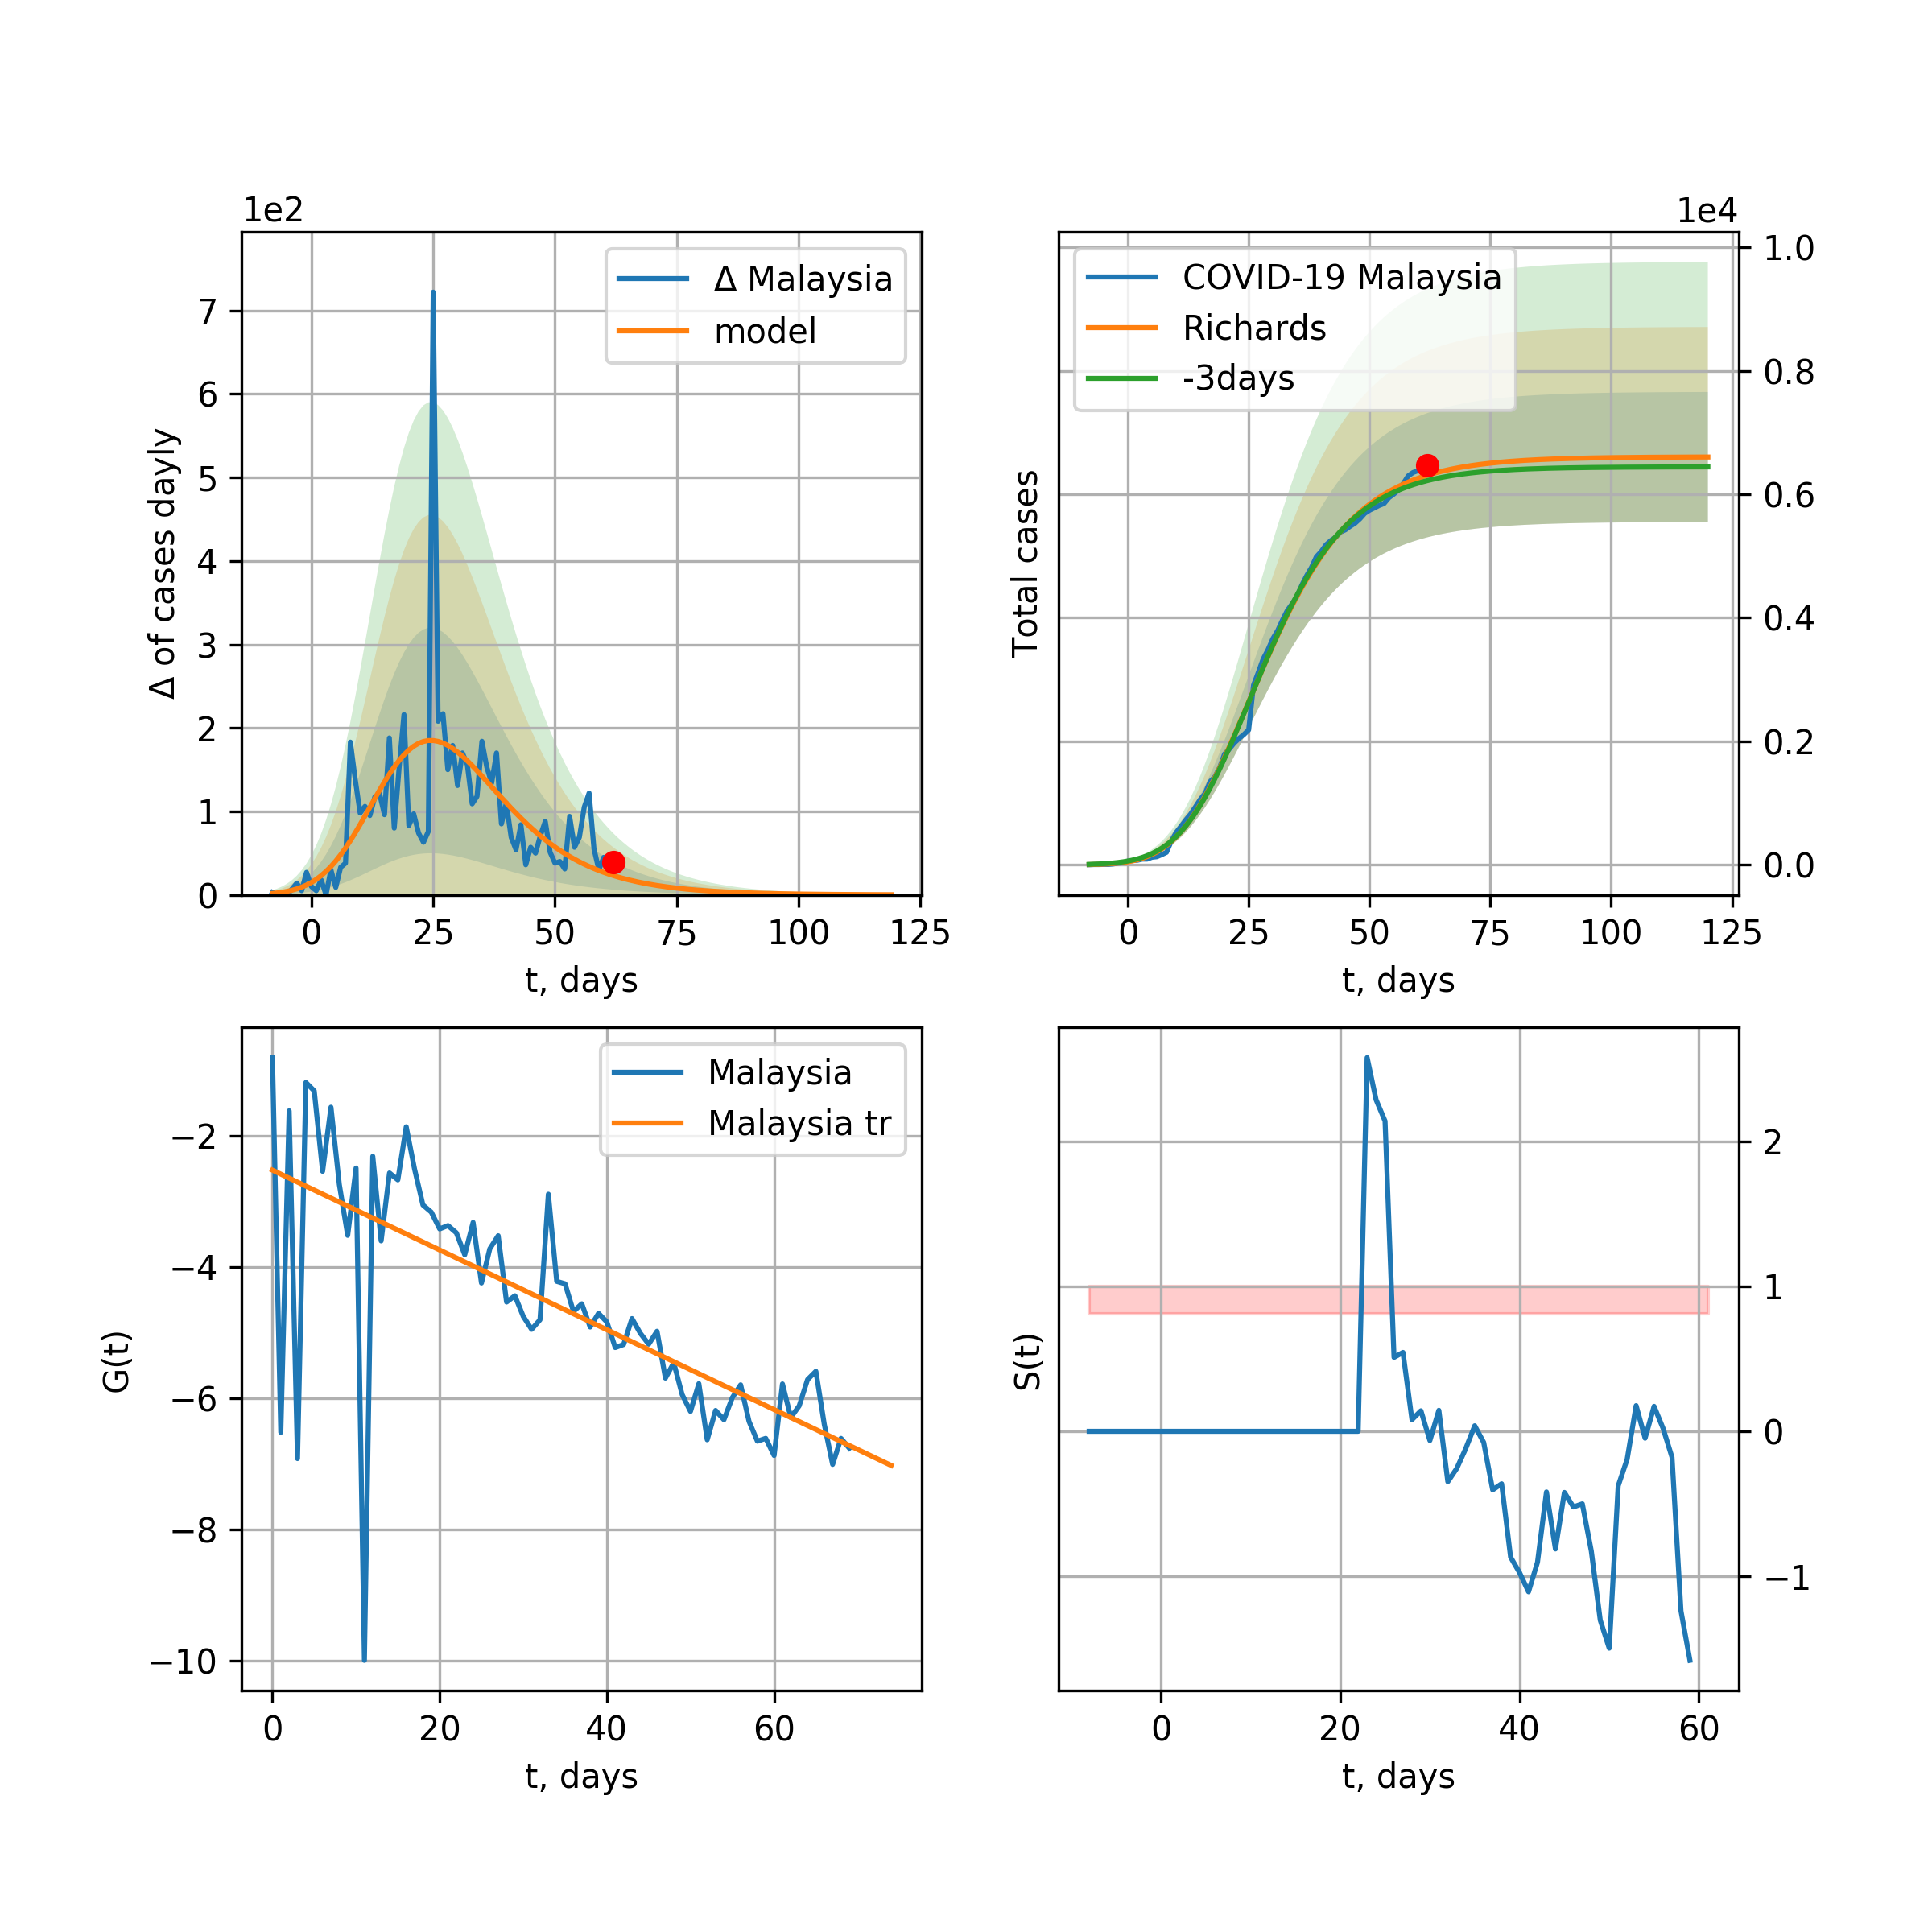 1e2
Δ of cases dayly
7
6
5
4
3
2
1
0
Δ Malaysia
model
0 25 50 75 100 125
t, days
1e4
Total cases
COVID-19 Malaysia
Richards
-3days
1.0
0.8
0.6
0.4
0.2
0.0
0 25 50 75 100 125
t, days
G(t)
−2
−4
−6
−8
−10
Malaysia
Malaysia tr
0 20 40 60
t, days
S(t)
2
1
0
−1
0 20 40 60
t, days